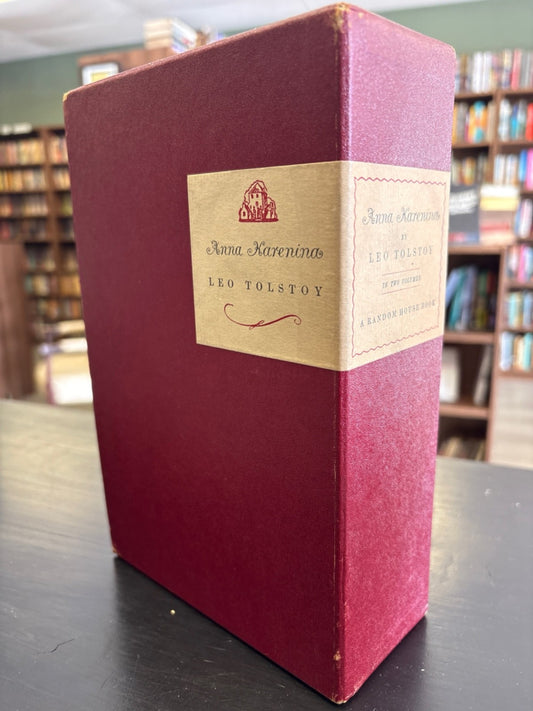 Anna Karenina
LEO TOLSTOY
Anna Karenina
BY
LEO TOLSTOY
IN TWO VOLUMES
A RANDOM HOUSE BOOK